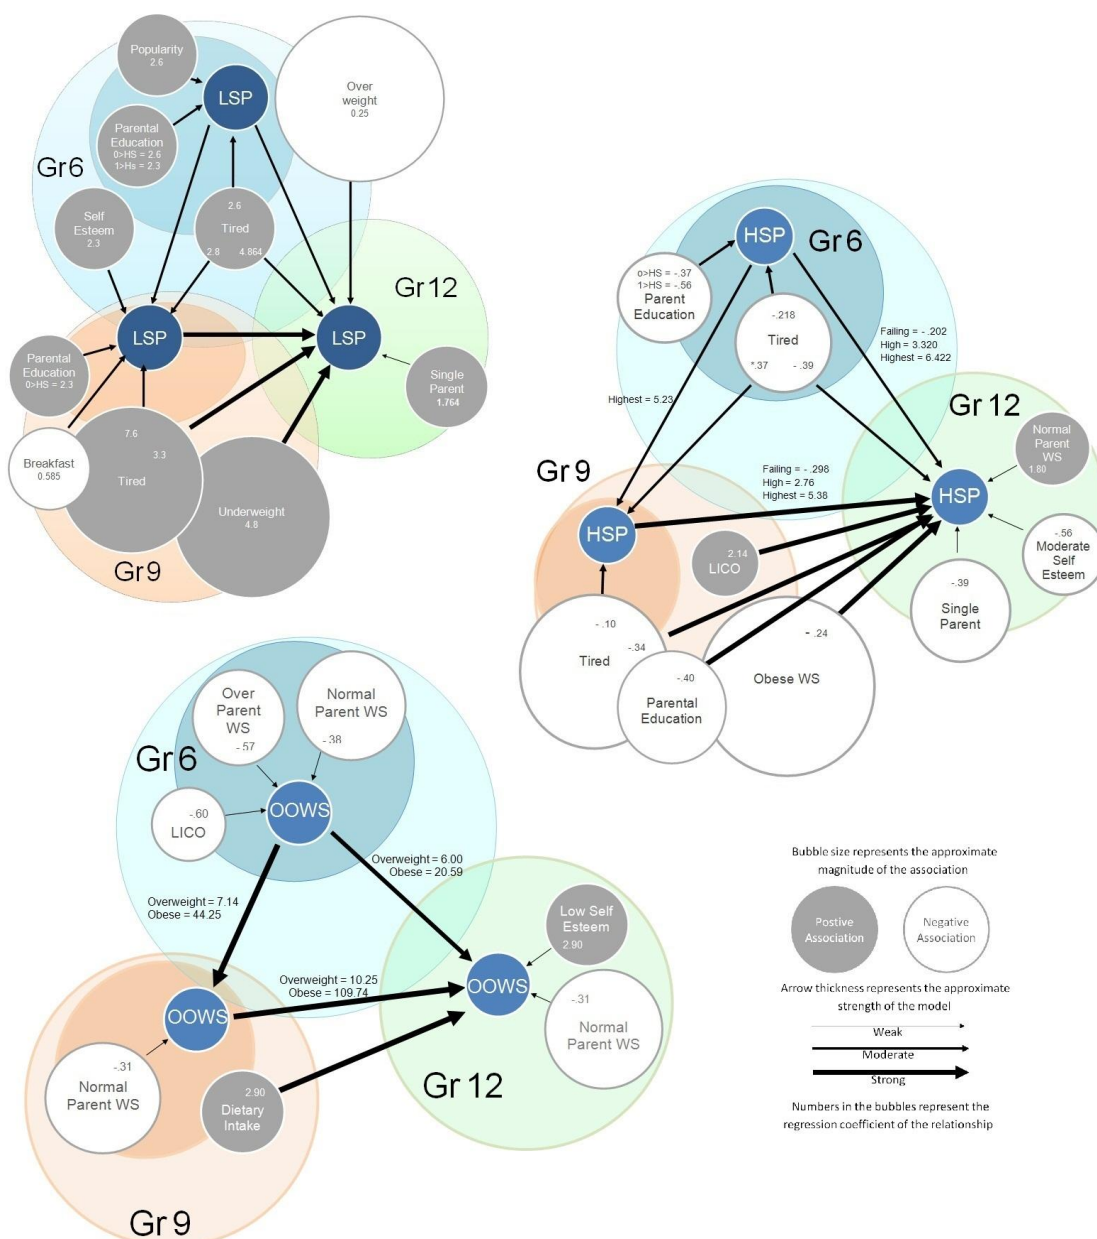 Popularity
2.6
LSP
Over
weight
0.25
Parental
Education
0>HS = 2.6
1>Hs = 2.3
Gr6
Self
Esteem
2.3
2.6
Tired
2.8 4.864
Gr12
LSP
LSP
Parental
Education
0>HS = 2.3
Single
Parent
1.764
Breakfast
0.585
7.6
3.3
Tired
Underweight
4.8
Gr9
HSP
Gr6
o>HS = -.37
1>HS = -.56
Parent
Education
-.218
Tired
*.37 - .39
Failing = - .202
High = 3.320
Highest = 6.422
Highest = 5.23
Gr12
Normal
Parent
WS
1.80
Gr9
Failing = - .298
High = 2.76
Highest = 5.38
HSP
HSP
2.14
LICO
-.56
Moderate
Self
Esteem
-.39
Single
Parent
- .10
-.34
Tired
- .24
Obese WS
-.40
Parental
Education
Over
Parent
WS
-.57
Normal
Parent WS
-.38
Gr6
-.60
LICO
OOWS
Overweight = 6.00
Obese = 20.59
Overweight = 7.14
Obese = 44.25
Low Self
Esteem
2.90
Overweight = 10.25
Obese = 109.74
OOWS
OOWS
-.31
Normal
Parent WS
-.31
Normal
Parent WS
2.90
Dietary
Intake
Gr12
Gr9
Bubble size represents the approximate
magnitude of the association
Postive
Association
Negative
Association
Arrow thickness represents the approximate
strength of the model
Weak
Moderate
Strong
Numbers in the bubbles represent the
regression coefficient of the relationship